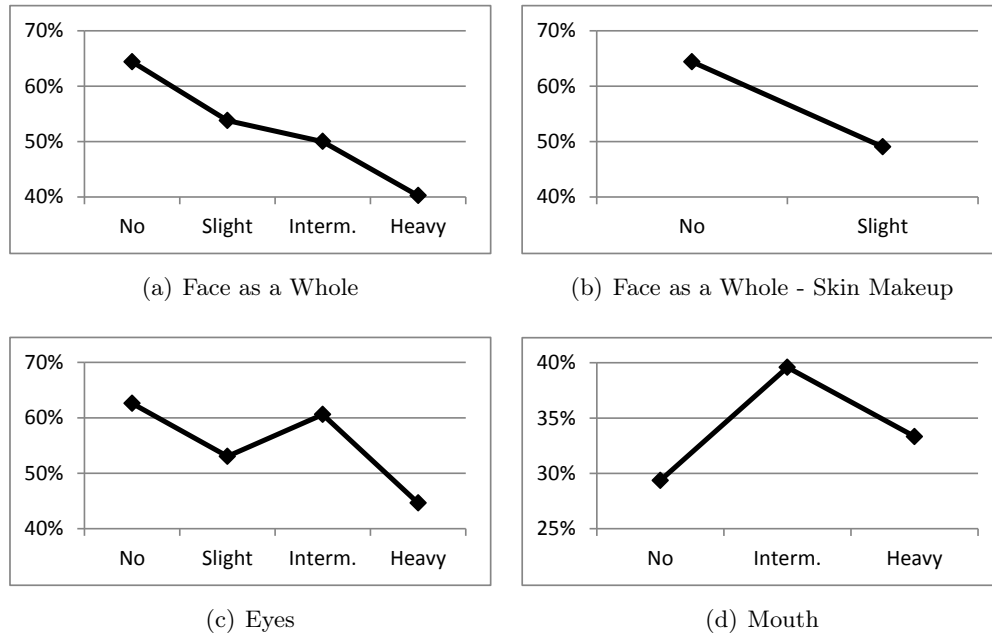 70%
60%
50%
40%
No Slight Interm. Heavy
(a) Face as a Whole
70%
60%
50%
40%
No Slight
(b) Face as a Whole - Skin Makeup
70%
60%
50%
40%
No Slight Interm. Heavy
(c) Eyes
40%
35%
30%
25%
No Interm. Heavy
(d) Mouth